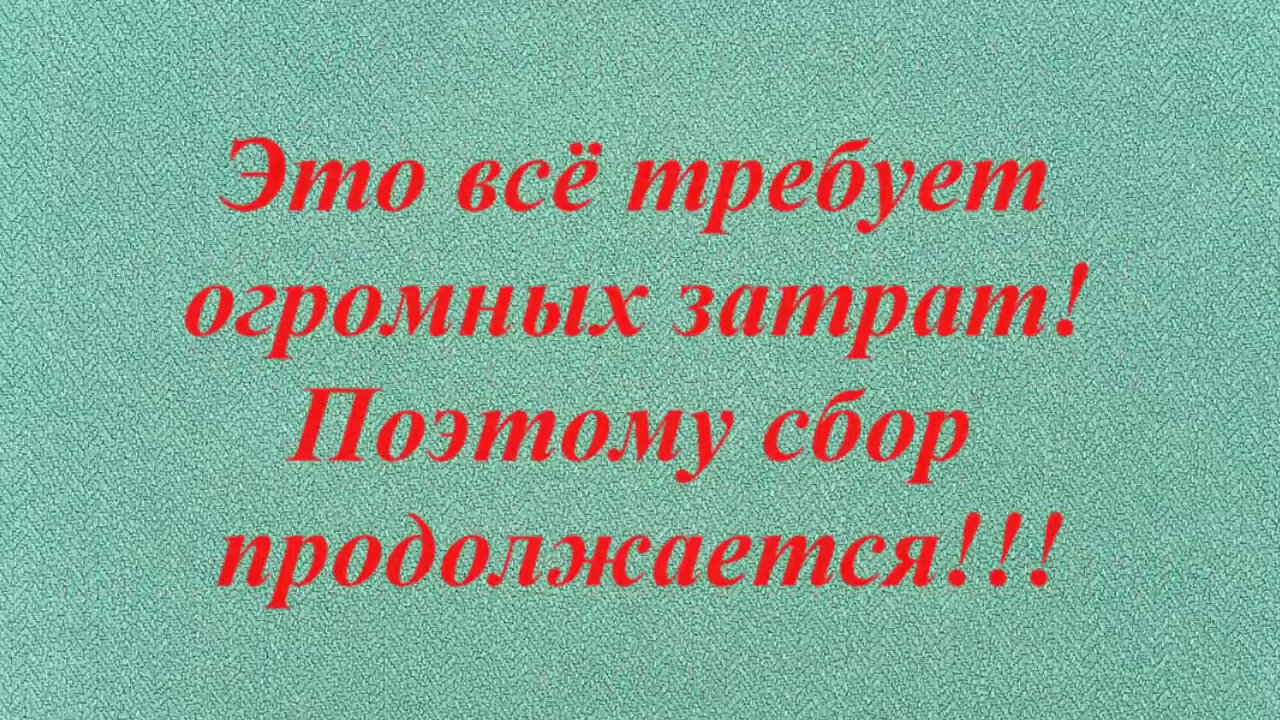 Это всё требует
огромных затрат!
Поэтому сбор
продолжается!!!